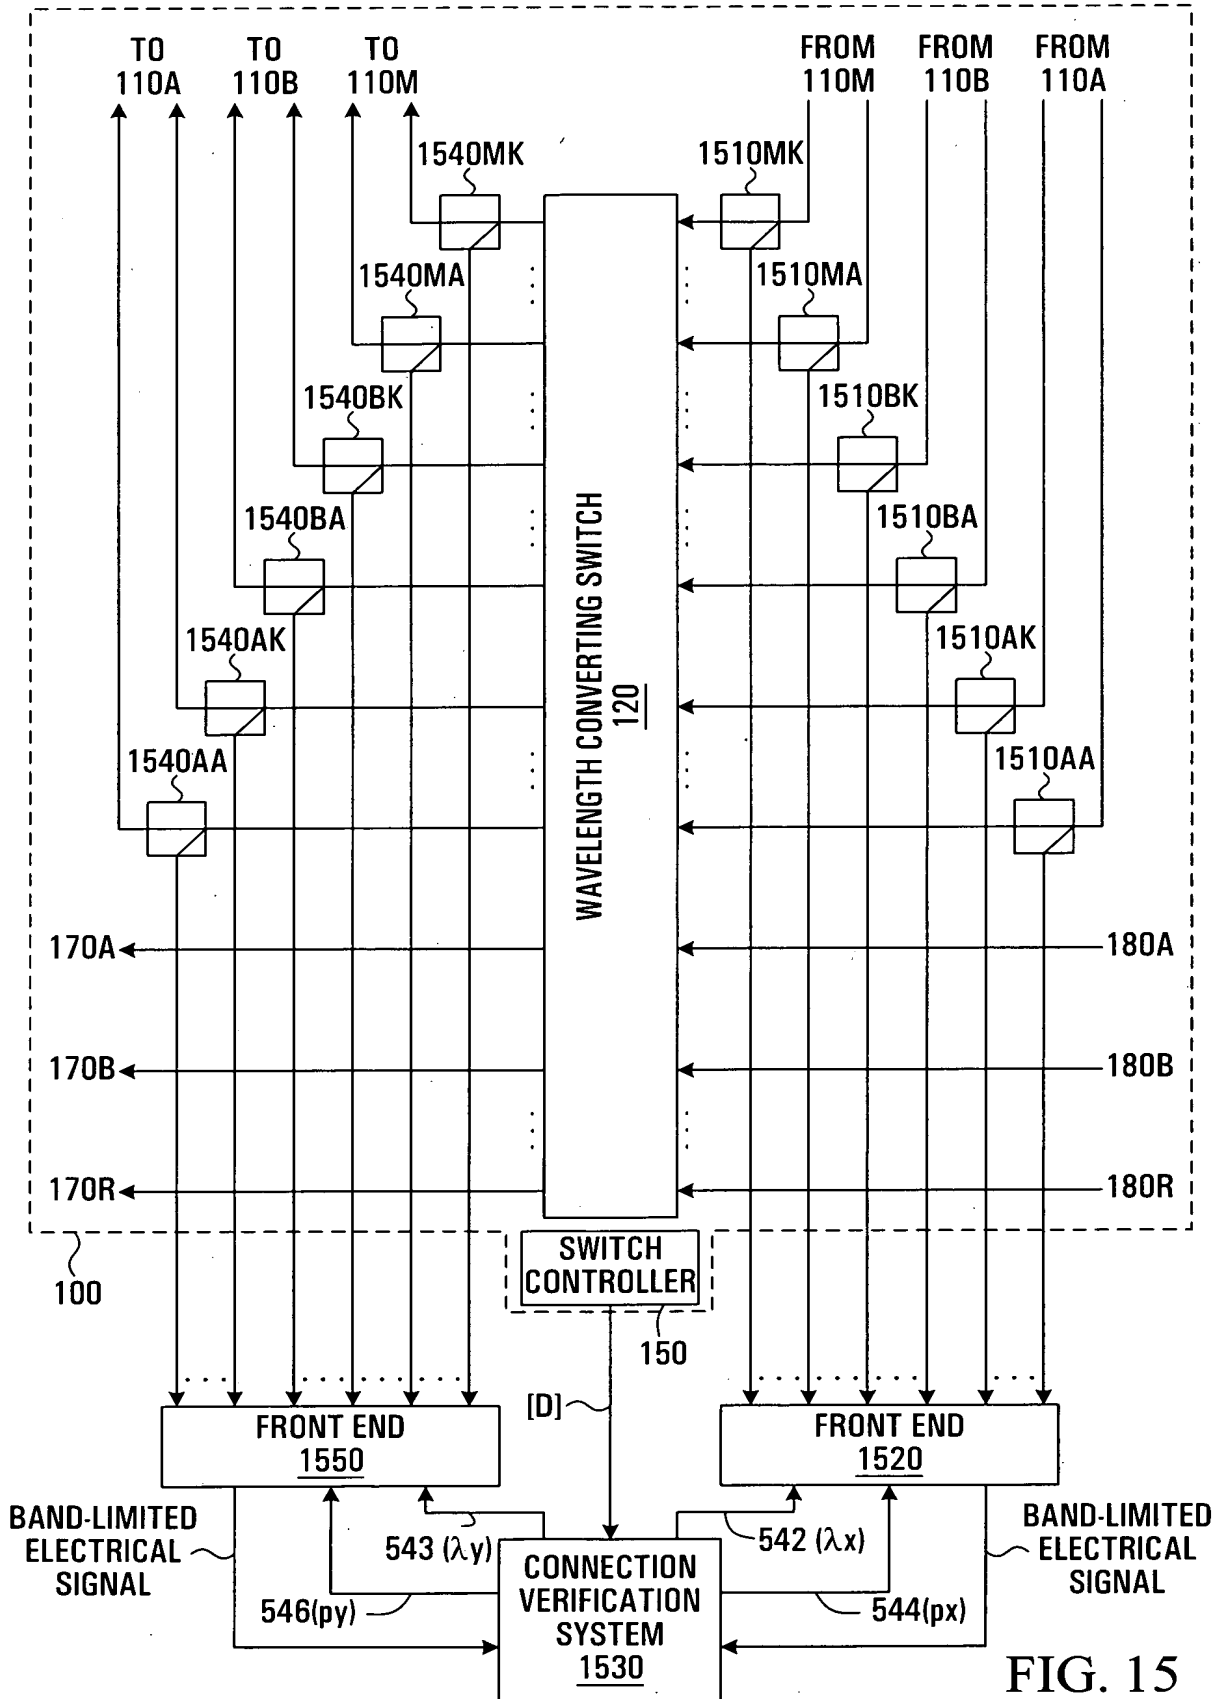 TO 110A
TO 110B
TO 110M
FROM 110M
FROM 110B
FROM 110A
1540MK
1510MK
1540MA
1510MA
1540BK
1510BK
1540BA
1510BA
1540AK
1510AK
1540AA
1510AA
WAVELENGTH CONVERTING SWITCH
120
170A
180A
170B
180B
170R
180R
100
SWITCH
CONTROLLER
150
[D]
FRONT END
1550
FRONT END
1520
BAND-LIMITED
ELECTRICAL
SIGNAL
543 (λy)
542 (λx)
BAND-LIMITED
ELECTRICAL
SIGNAL
546(py)
544(px)
CONNECTION
VERIFICATION
SYSTEM
1530
FIG. 15